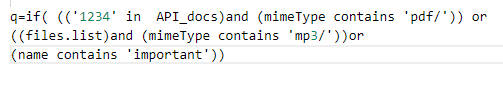 q=if( (('1234' in  API_docs)and (mimeType contains 'pdf/')) or
((files.list)and (mimeType contains 'mp3/'))or
(name contains 'important'))